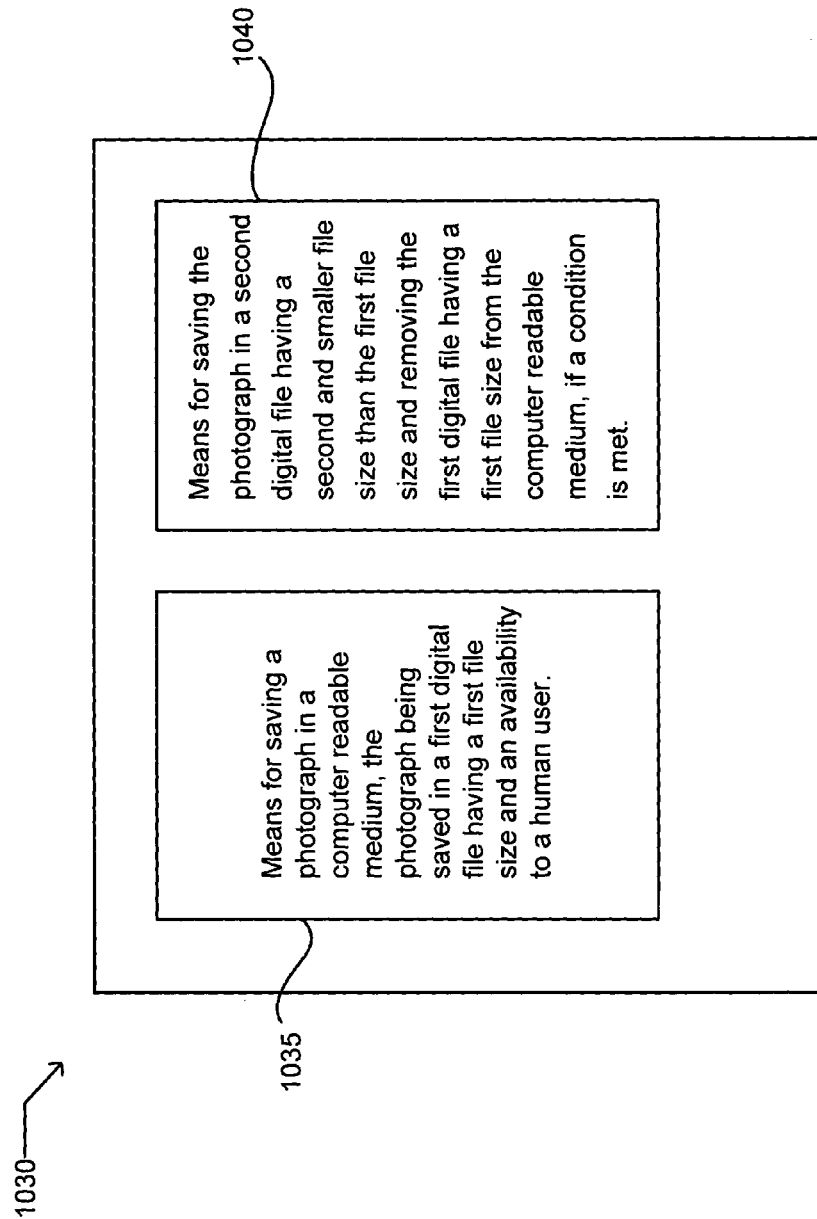 1030
1035
Means for saving a
photograph in a
computer readable
medium, the
photograph being
saved in a first digital
file having a first file
size and an availability
to a human user.
1040
Means for saving the
photograph in a second
digital file having a
second and smaller file
size than the first file
size and removing the
first digital file having a
first file size from the
computer readable
medium, if a condition
is met.